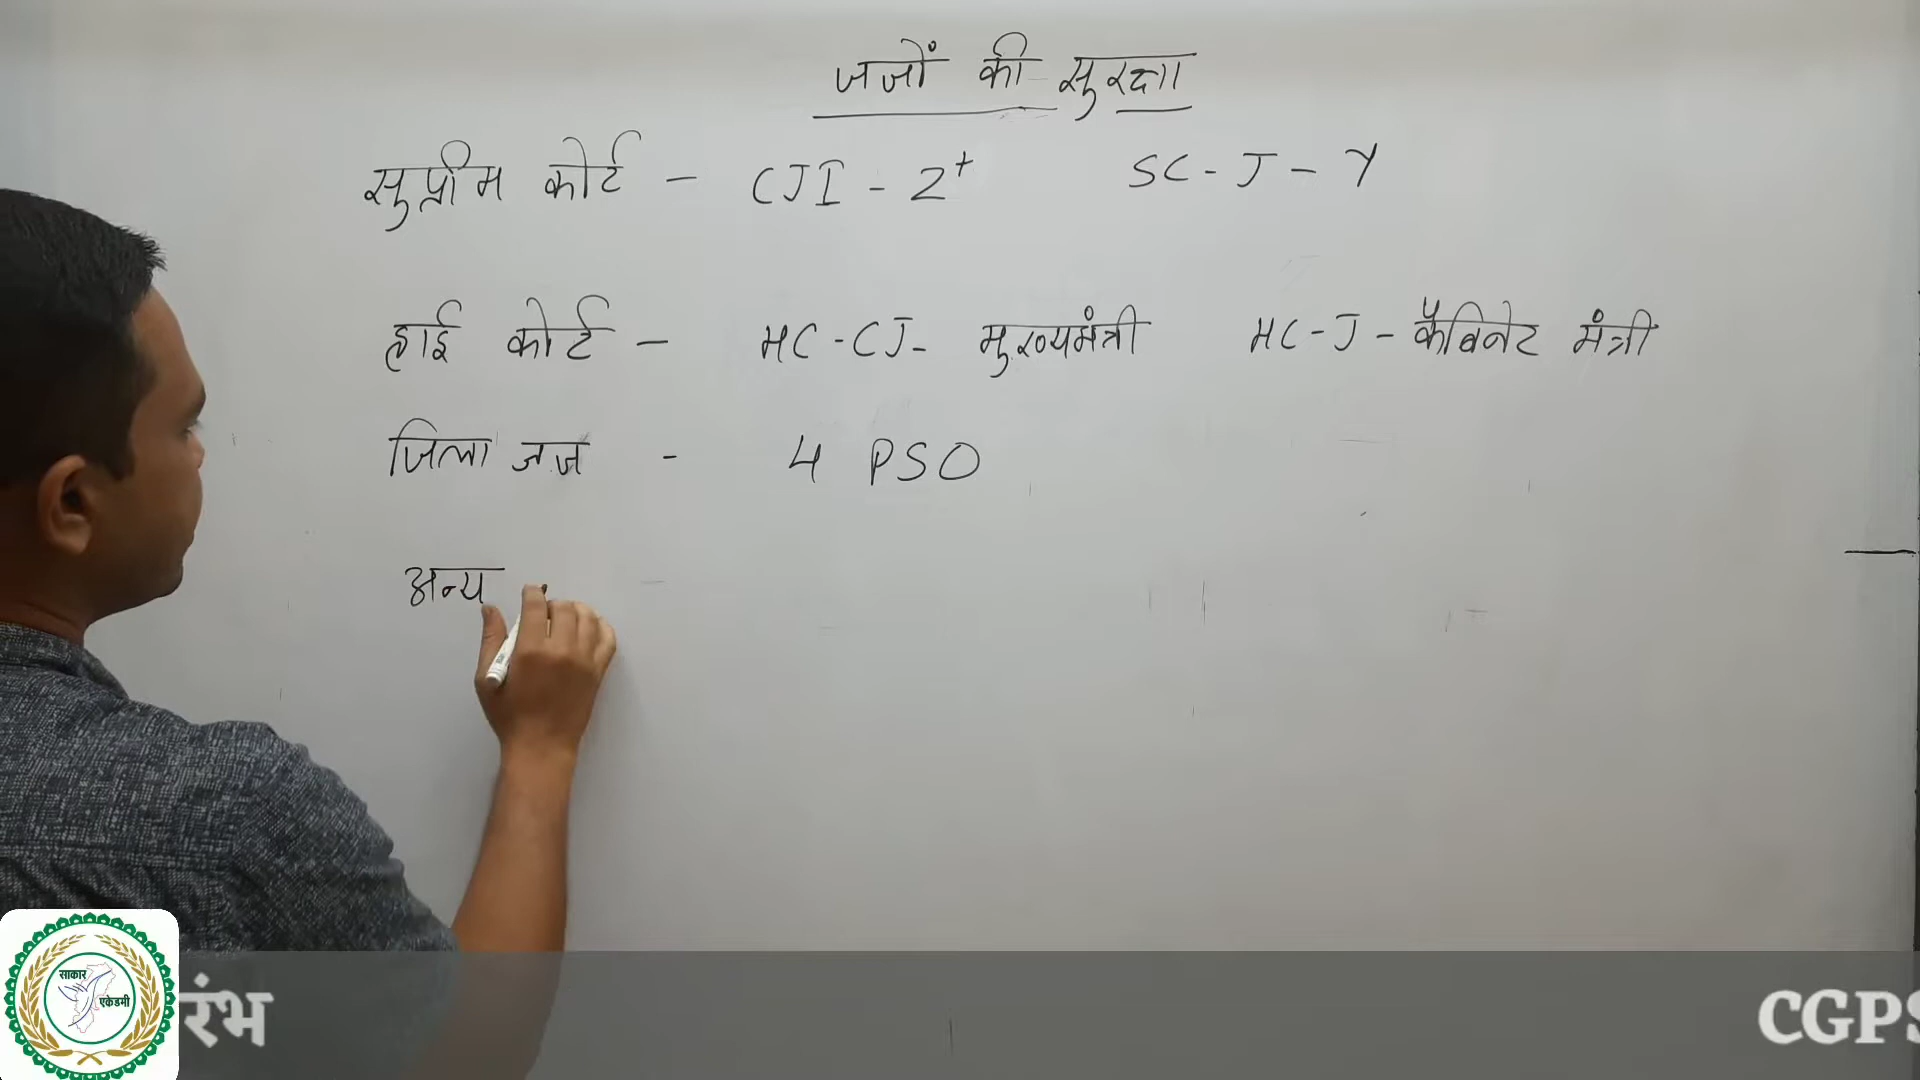 जजों की सुरक्षा
सुप्रीम कोर्ट - CJI - Z+ SC - J - Y
हाई कोर्ट - HC - CJ - मुख्यमंत्री HC - J - कैबिनेट मंत्री
जिला जज - 4 PSO
अन्य
साकार
एकेडमी
रंभ CGPS